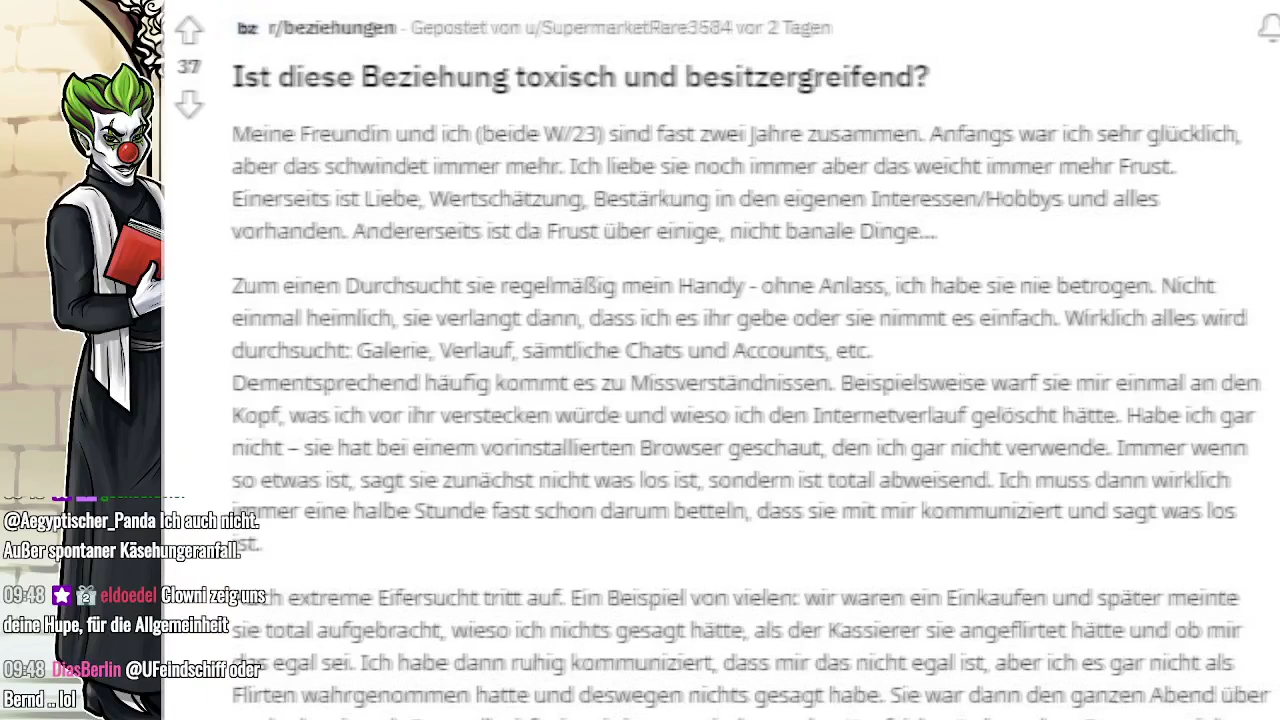 bz r/beziehungen - Gepostet von u/SupermarketRare3584 vor 2 Tagen
37
Ist diese Beziehung toxisch und besitzergreifend?
Meine Freundin und ich (beide W/23) sind fast zwei Jahre zusammen. Anfangs war ich sehr glücklich,
aber das schwindet immer mehr. Ich liebe sie noch immer aber das weicht immer mehr Frust.
Einerseits ist Liebe, Wertschätzung, Bestärkung in den eigenen Interessen/Hobbys und alles
vorhanden. Andererseits ist da Frust über einige, nicht banale Dinge...
Zum einen Durchsucht sie regelmäßig mein Handy - ohne Anlass, ich habe sie nie betrogen. Nicht
einmal heimlich, sie verlangt dann, dass ich es ihr gebe oder sie nimmt es einfach. Wirklich alles wird
durchsucht: Galerie, Verlauf, sämtliche Chats und Accounts, etc.
Dementsprechend häufig kommt es zu Missverständnissen. Beispielsweise warf sie mir einmal an den
Kopf, was ich vor ihr verstecken würde und wieso ich den Internetverlauf gelöscht hätte. Habe ich gar
nicht – sie hat bei einem vorinstallierten Browser geschaut, den ich gar nicht verwende. Immer wenn
so etwas ist, sagt sie zunächst nicht was los ist, sondern ist total abweisend. Ich muss dann wirklich
immer eine halbe Stunde fast schon darum betteln, dass sie mit mir kommuniziert und sagt was los
ist.
extreme Eifersucht tritt auf. Ein Beispiel von vielen: wir waren ein Einkaufen und später meinte
sie total aufgebracht, wieso ich nichts gesagt hätte, als der Kassierer sie angeflirtet hätte und ob mir
das egal sei. Ich habe dann ruhig kommuniziert, dass mir das nicht egal ist, aber ich es gar nicht als
Flirten wahrgenommen hatte und deswegen nichts gesagt habe. Sie war dann den ganzen Abend über
@Aegyptischer_Panda Ich auch nicht.
Außer spontaner Käsehungeranfall.
09:48 2 eldoedel Clowni zeig uns
deine Hupe, für die Allgemeinheit
09:48 DiasBerlin @UFeindschiff oder
Bernd .. lol